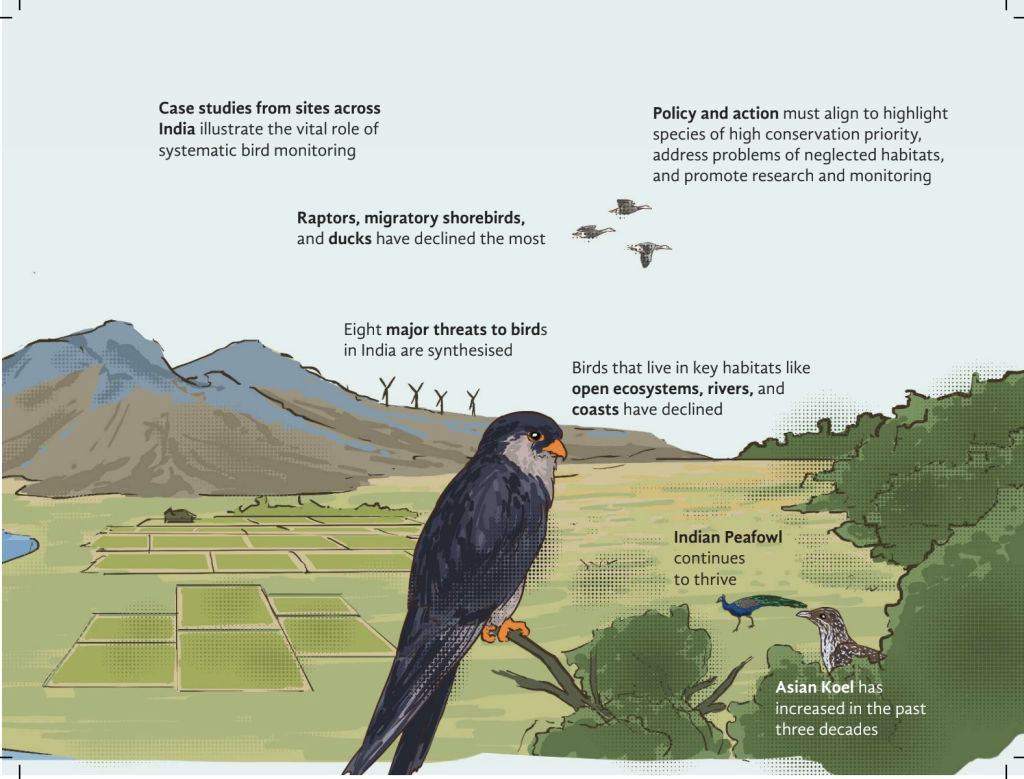 Case studies from sites across
India illustrate the vital role of
systematic bird monitoring
Policy and action must align to highlight
species of high conservation priority,
address problems of neglected habitats,
and promote research and monitoring
Raptors, migratory shorebirds,
and ducks have declined the most
Eight major threats to birds
in India are synthesised
Birds that live in key habitats like
open ecosystems, rivers, and
coasts have declined
Indian Peafowl
continues
to thrive
Asian Koel has
increased in the past
three decades